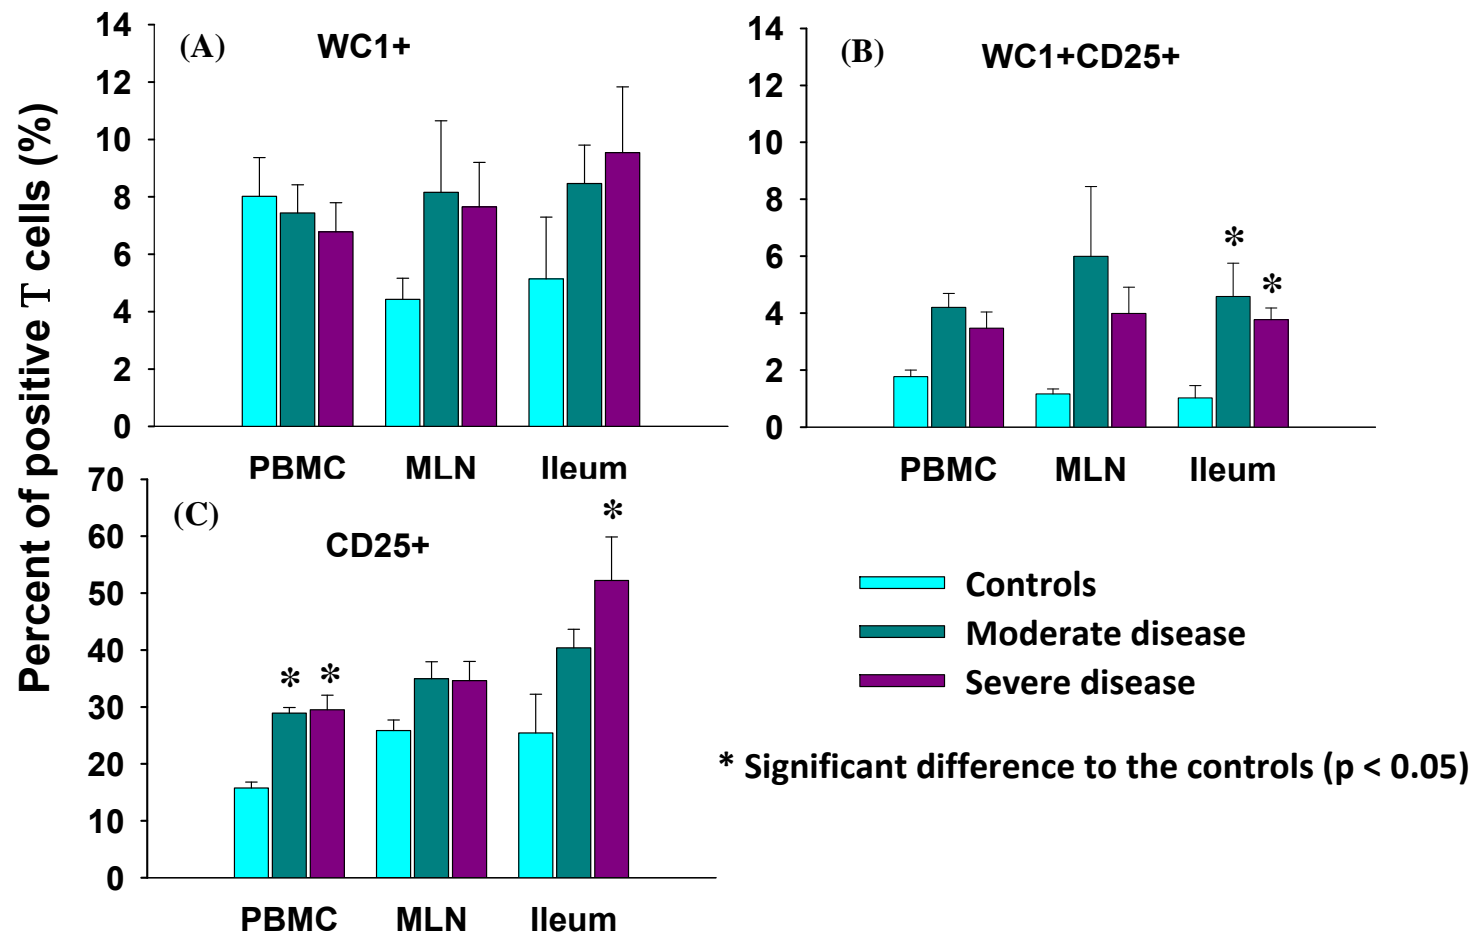 Percent of positive T cells (%)
(A) WC1+
14
12
10
8
6
4
2
0
PBMC MLN Ileum
(B) WC1+CD25+
14
12
10
8
6
4
2
0
* *
PBMC MLN Ileum
(C) CD25+
70
60
50
40
30
20
10
0
* * *
PBMC MLN Ileum
Controls
Moderate disease
Severe disease
* Significant difference to the controls (p < 0.05)